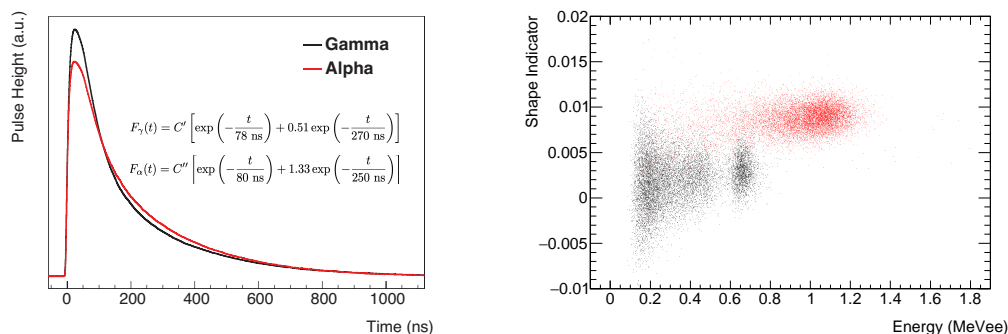 Pulse Height (a.u.)
Gamma
Alpha
F_γ(t) = C′ [exp(−t/78 ns) + 0.51 exp(−t/270 ns)]
F_α(t) = C″ [exp(−t/80 ns) + 1.33 exp(−t/250 ns)]
0 200 400 600 800 1000
Time (ns)
Shape Indicator
0.02
0.015
0.01
0.005
0
−0.005
−0.01
0 0.2 0.4 0.6 0.8 1 1.2 1.4 1.6 1.8
Energy (MeVee)